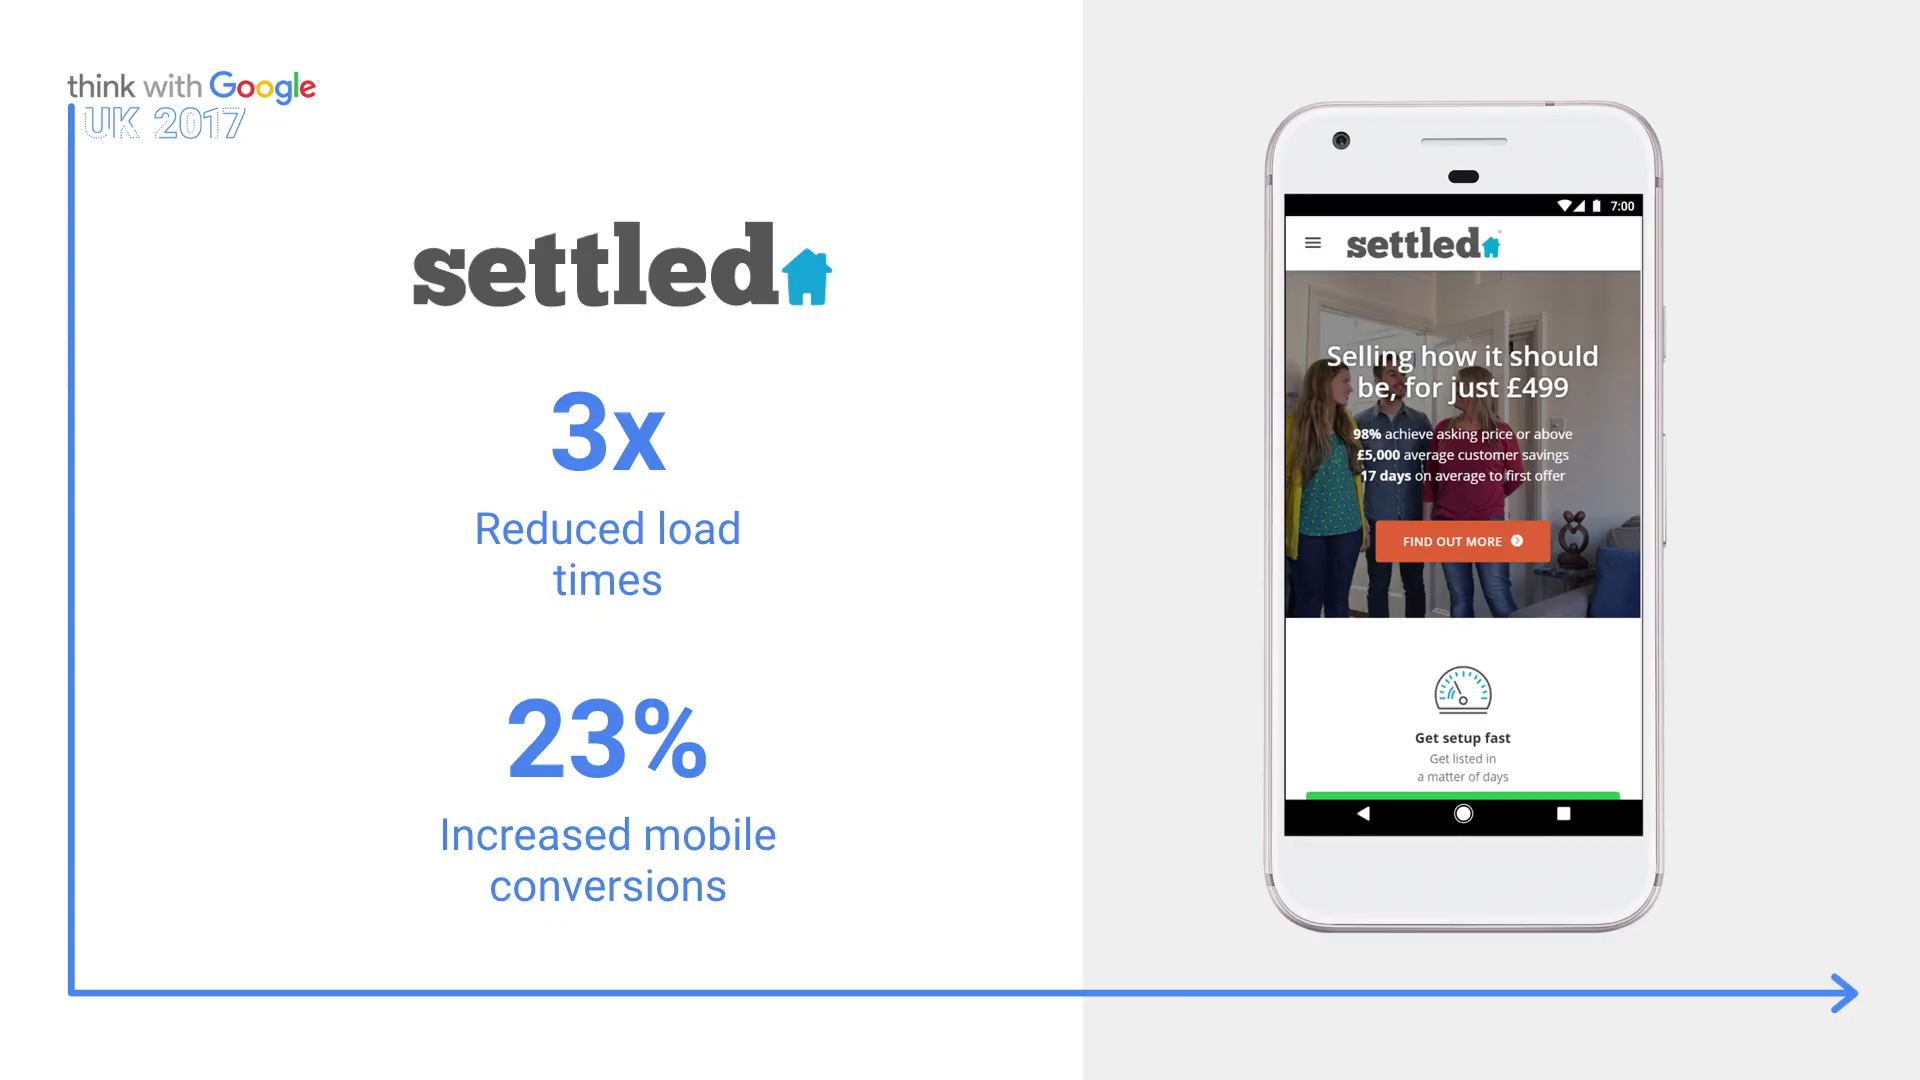 think with Google
UK 2017
settled
3x
Reduced load
times
23%
Increased mobile
conversions
7:00
settled
Selling how it should
be, for just £499
98% achieve asking price or above
£5,000 average customer savings
17 days on average to first offer
FIND OUT MORE
Get setup fast
Get listed in
a matter of days